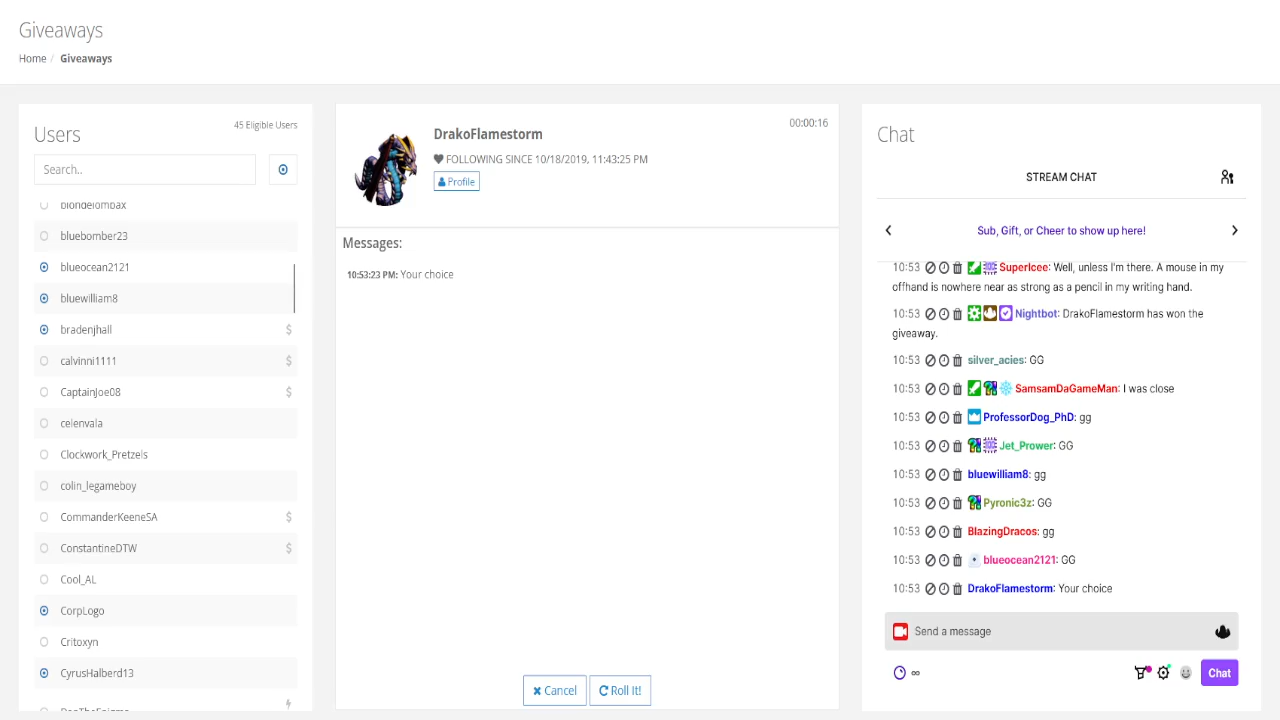 Giveaways
Home / Giveaways
Users
45 Eligible Users
Search..
blondelombax
bluebomber23
blueocean2121
bluewilliam8
bradenjhall $
calvinni1111 $
CaptainJoe08 $
celenvala
Clockwork_Pretzels
colin_legameboy
CommanderKeeneSA $
ConstantineDTW $
Cool_AL
CorpLogo
Critoxyn
CyrusHalberd13
DrakoFlamestorm
00:00:16
FOLLOWING SINCE 10/18/2019, 11:43:25 PM
Profile
Messages:
10:53:23 PM: Your choice
Cancel
Roll It!
Chat
STREAM CHAT
Sub, Gift, or Cheer to show up here!
10:53 SuperIcee: Well, unless I'm there. A mouse in my
offhand is nowhere near as strong as a pencil in my writing hand.
10:53 Nightbot: DrakoFlamestorm has won the
giveaway.
10:53 silver_acies: GG
10:53 SamsamDaGameMan: I was close
10:53 ProfessorDog_PhD: gg
10:53 Jet_Prower: GG
10:53 bluewilliam8: gg
10:53 Pyronic3z: GG
10:53 BlazingDracos: gg
10:53 blueocean2121: GG
10:53 DrakoFlamestorm: Your choice
Send a message
∞
Chat